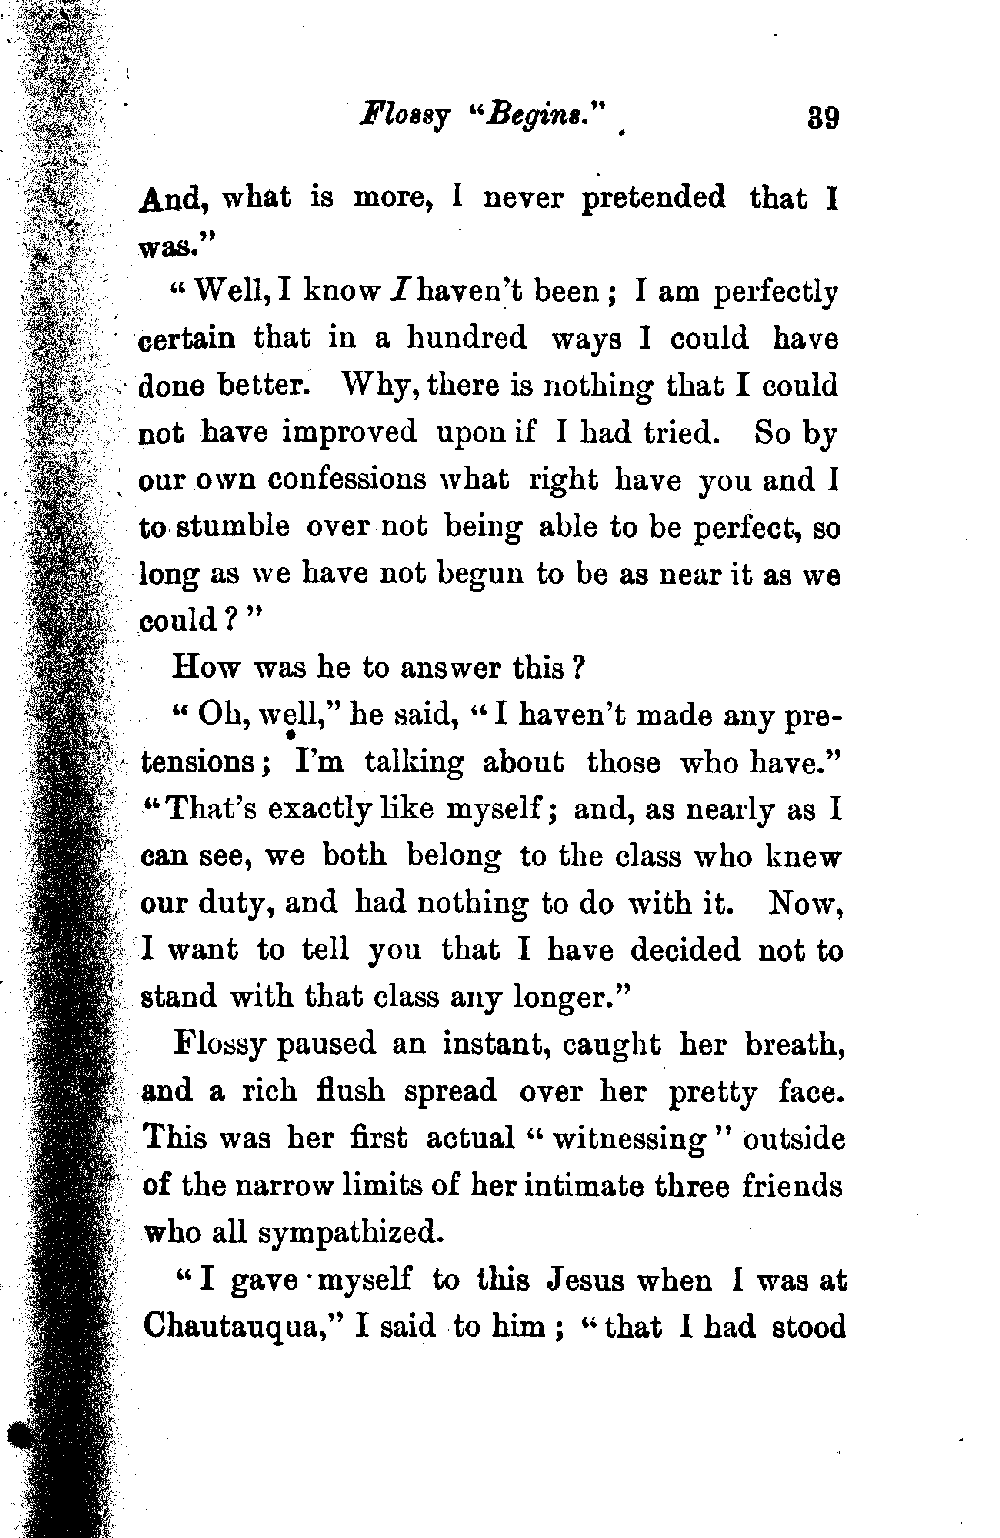 Flossy "Begins." 39
And, what is more, I never pretended that I
was."
"Well, I know I haven't been; I am perfectly
certain that in a hundred ways I could have
done better. Why, there is nothing that I could
not have improved upon if I had tried. So by
our own confessions what right have you and I
to stumble over not being able to be perfect, so
long as we have not begun to be as near it as we
could?"
How was he to answer this?
"Oh, well," he said, "I haven't made any pre-
tensions; I'm talking about those who have."
"That's exactly like myself; and, as nearly as I
can see, we both belong to the class who knew
our duty, and had nothing to do with it. Now,
I want to tell you that I have decided not to
stand with that class any longer."
Flossy paused an instant, caught her breath,
and a rich flush spread over her pretty face.
This was her first actual "witnessing" outside
of the narrow limits of her intimate three friends
who all sympathized.
"I gave myself to this Jesus when I was at
Chautauqua," I said to him; "that I had stood